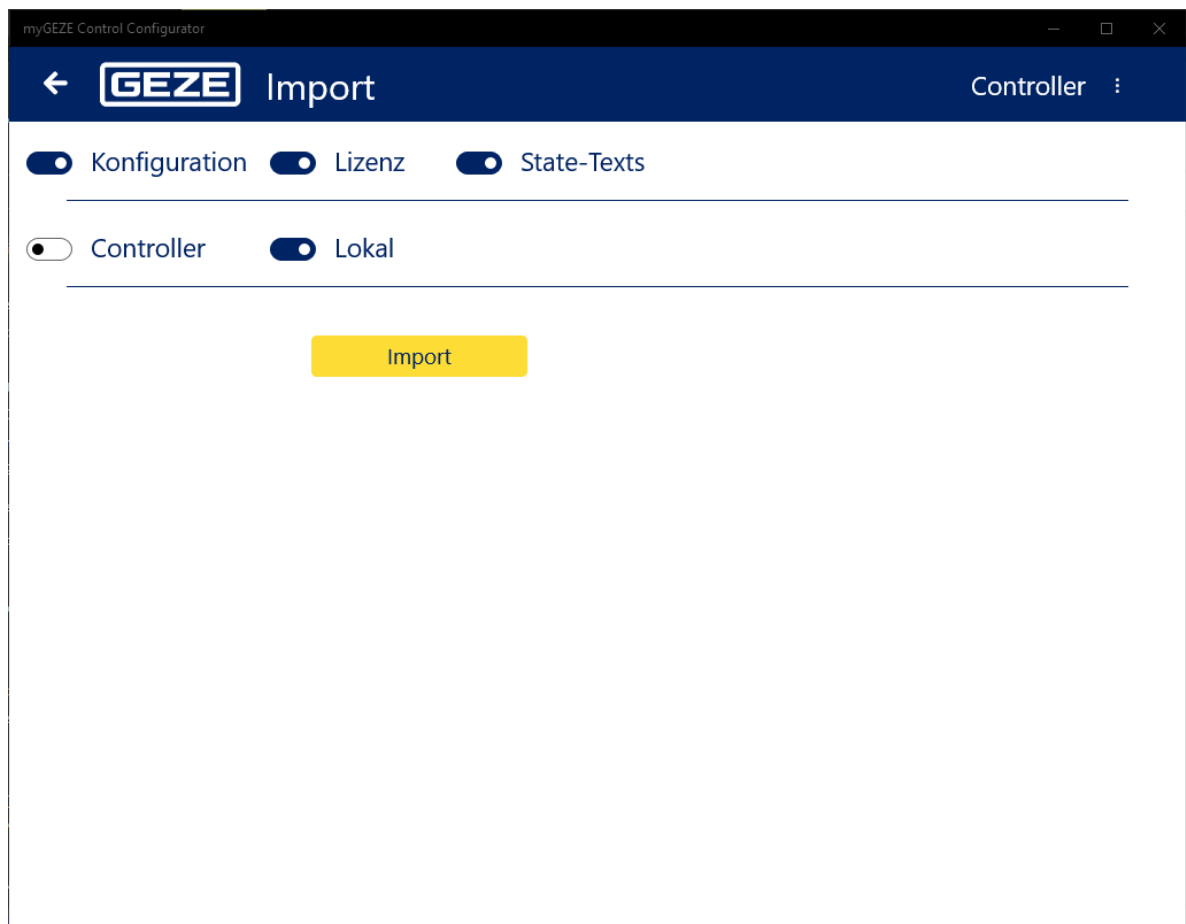 myGEZE Control Configurator
GEZE Import Controller
Konfiguration Lizenz State-Texts
Controller Lokal
Import